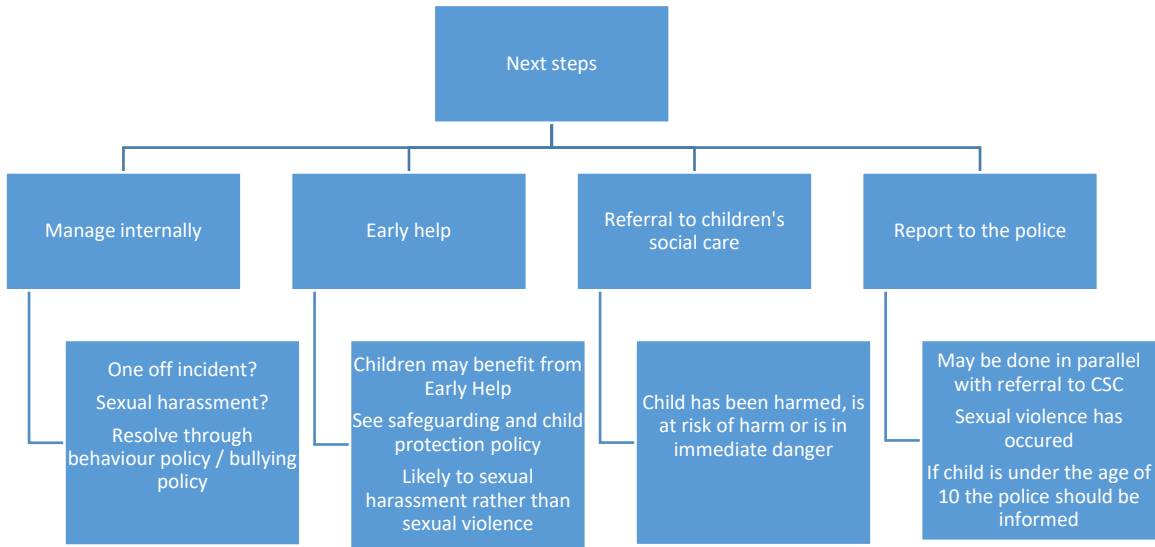 Next steps
Manage internally
Early help
Referral to children's
social care
Report to the police
One off incident?
Sexual harassment?
Resolve through
behaviour policy / bullying
policy
Children may benefit from
Early Help
See safeguarding and child
protection policy
Likely to sexual
harassment rather than
sexual violence
Child has been harmed, is
at risk of harm or is in
immediate danger
May be done in parallel
with referral to CSC
Sexual violence has
occured
If child is under the age of
10 the police should be
informed